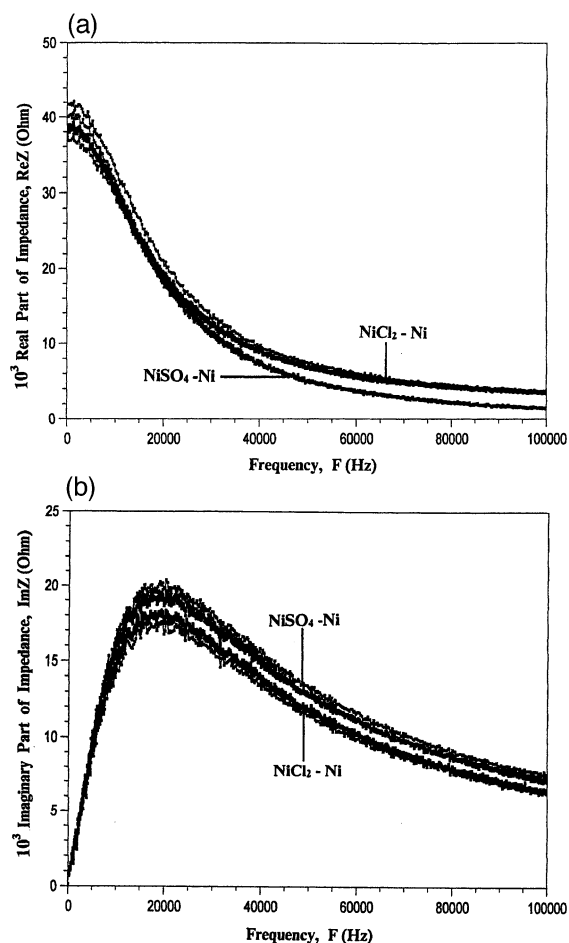 (a)
50
40
30
20
10
0
10³ Real Part of Impedance, ReZ (Ohm)
NiCl₂ - Ni
NiSO₄ -Ni
0 20000 40000 60000 80000 100000
Frequency, F (Hz)
(b)
25
20
15
10
5
0
10³ Imaginary Part of Impedance, ImZ (Ohm)
NiSO₄ -Ni
NiCl₂ - Ni
0 20000 40000 60000 80000 100000
Frequency, F (Hz)